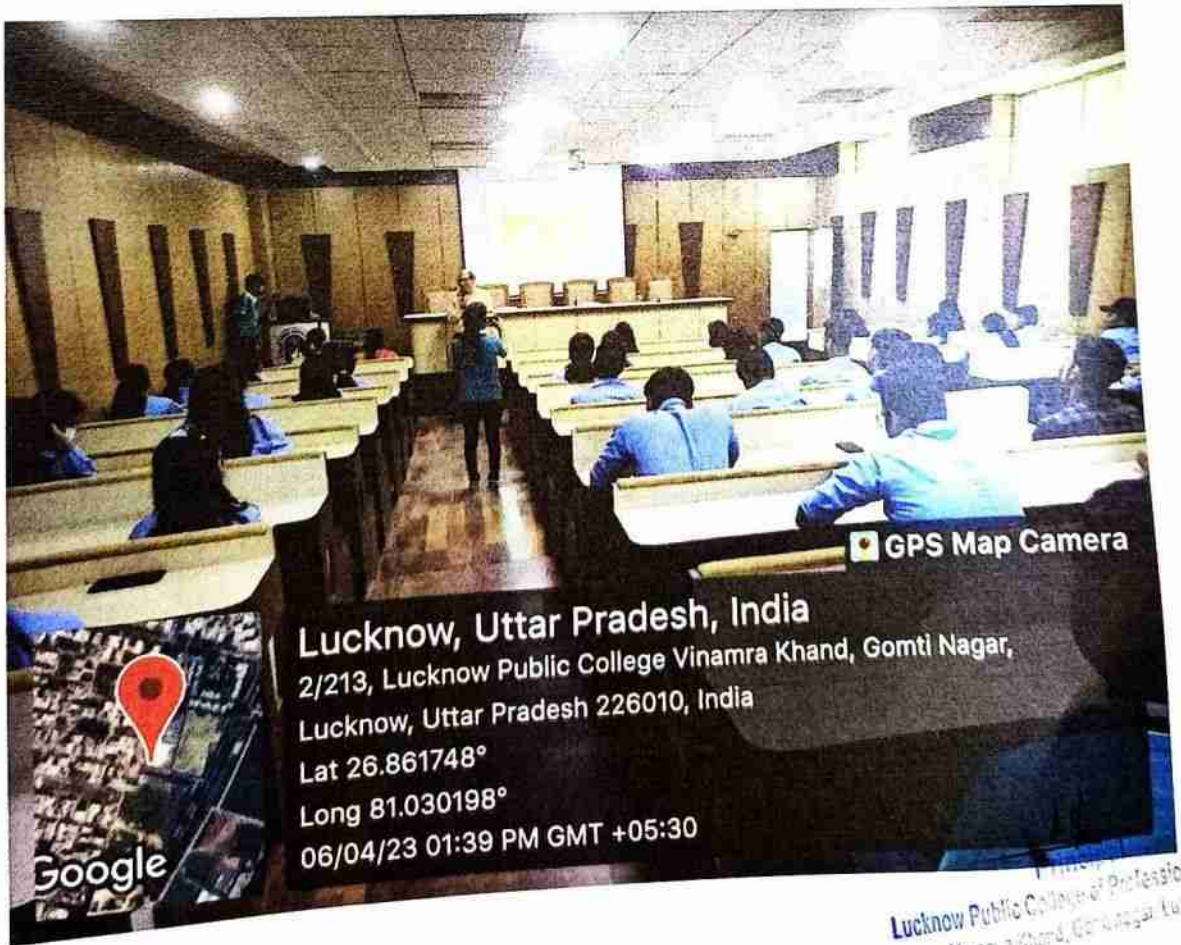 GPS Map Camera
Lucknow, Uttar Pradesh, India
2/213, Lucknow Public College Vinamra Khand, Gomti Nagar,
Lucknow, Uttar Pradesh 226010, India
Lat 26.861748°
Long 81.030198°
06/04/23 01:39 PM GMT +05:30
Google
Lucknow Public College of